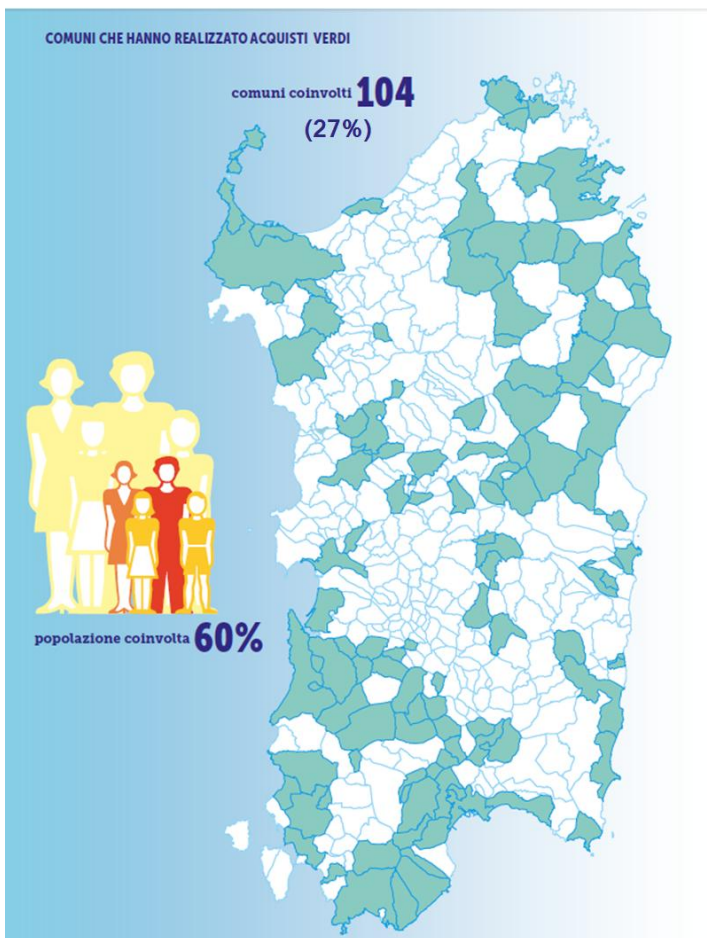 COMUNI CHE HANNO REALIZZATO ACQUISTI VERDI
comuni coinvolti 104
(27%)
popolazione coinvolta 60%